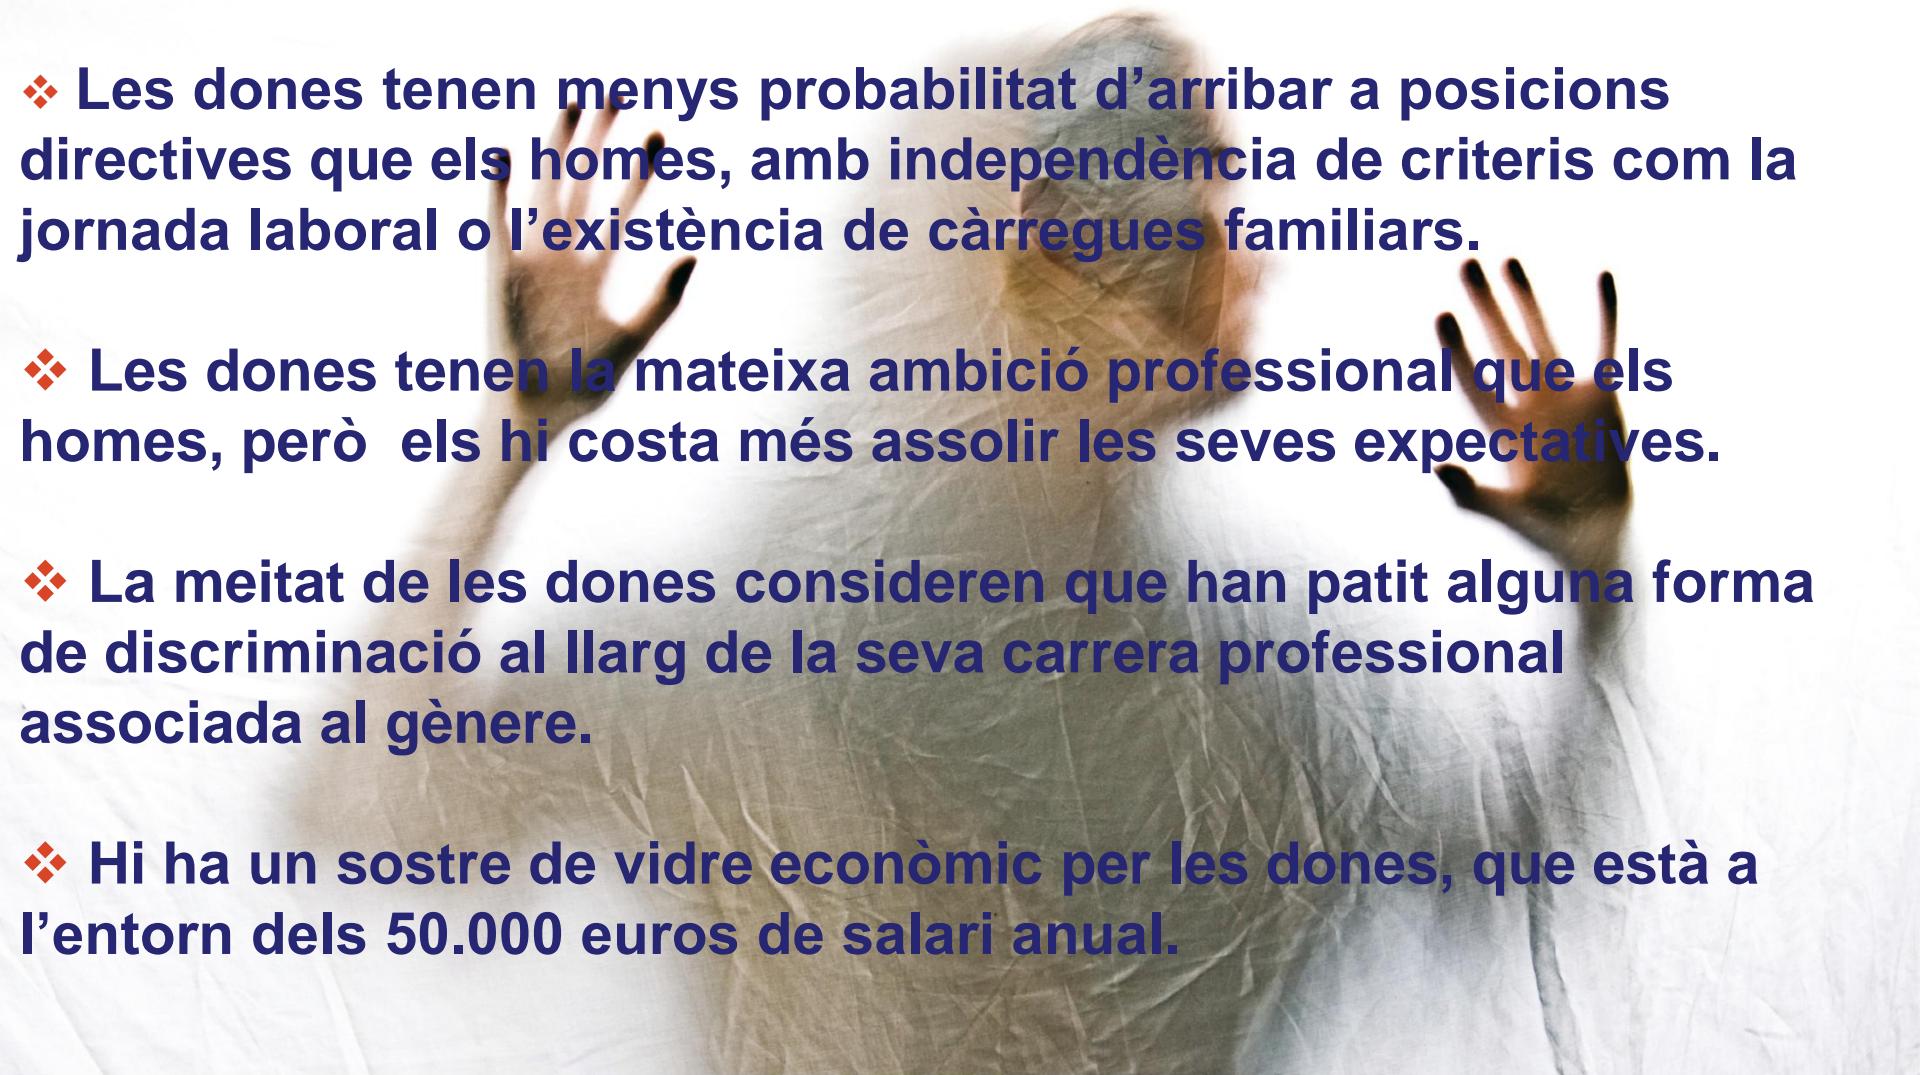 ❖ Les dones tenen menys probabilitat d’arribar a posicions
directives que els homes, amb independència de criteris com la
jornada laboral o l’existència de càrregues familiars.
❖ Les dones tenen la mateixa ambició professional que els
homes, però  els hi costa més assolir les seves expectatives.
❖ La meitat de les dones consideren que han patit alguna forma
de discriminació al llarg de la seva carrera professional
associada al gènere.
❖ Hi ha un sostre de vidre econòmic per les dones, que està a
l’entorn dels 50.000 euros de salari anual.